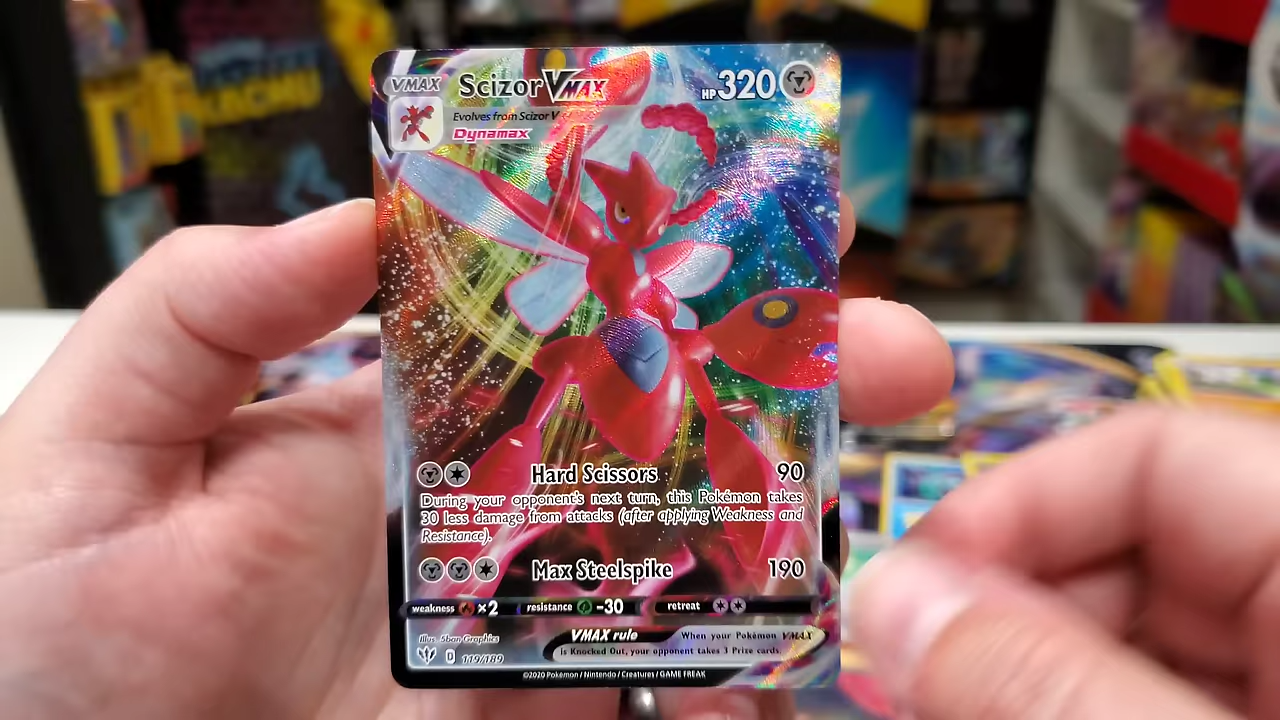 VMAX Scizor VMAX HP 320
Evolves from Scizor V
Dynamax
Hard Scissors 90
During your opponent's next turn, this Pokémon takes
30 less damage from attacks (after applying Weakness and
Resistance).
Max Steelspike 190
weakness ×2 resistance -30 retreat
Illus. 5ban Graphics
VMAX rule When your Pokémon VMAX
is Knocked Out, your opponent takes 3 Prize cards.
D 119/189
©2020 Pokémon / Nintendo / Creatures / GAME FREAK
PIKACHU